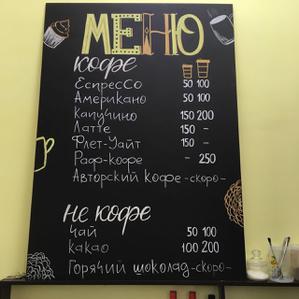 МЕНЮ
кофе
ЕспресСо 50 100
Американо 50 100
Капучино 150 200
Латте 150 -
Флет-Уайт 150 -
Раф-кофе - 250
Авторский кофе -скоро-
Не кофе
Чай 50 100
какао 100 200
Горячий шоколад -скоро-